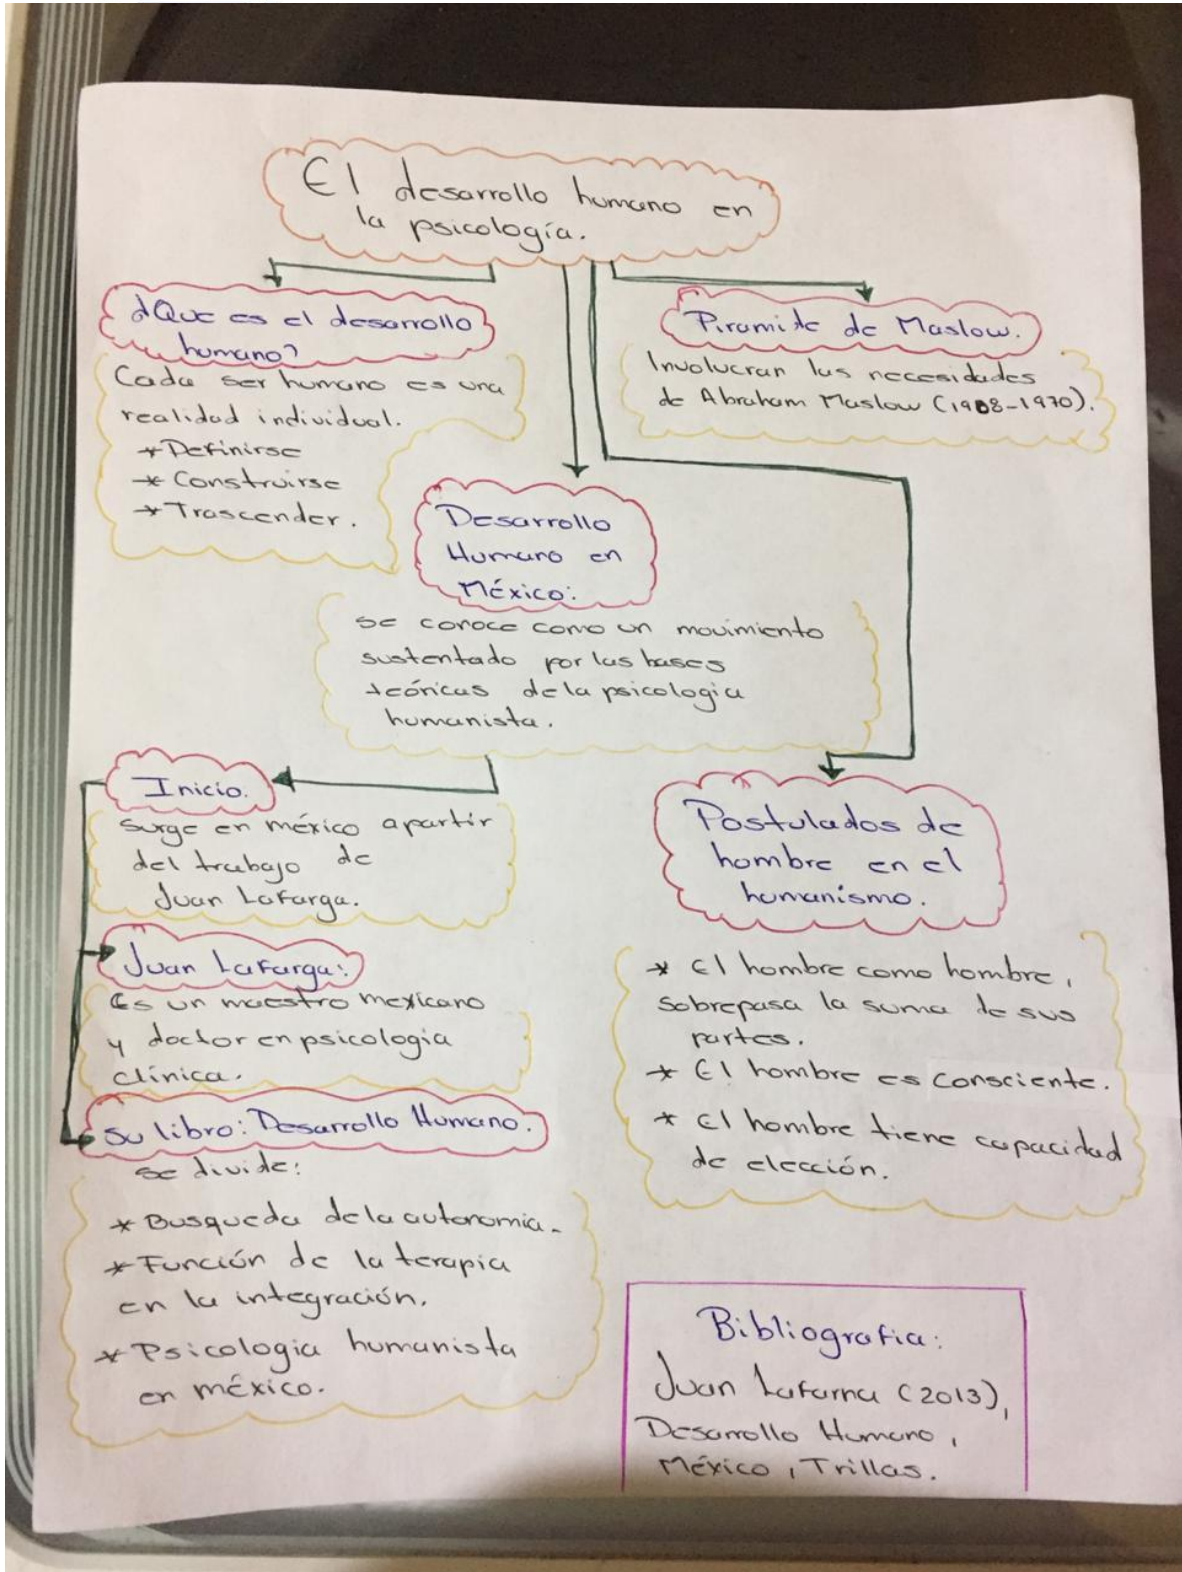 El desarrollo humano en
la psicología.
¿Que es el desarrollo
humano?
Cada ser humano es una
realidad individual.
* Definirse
* Construirse
* Trascender.
Piramide de Maslow.
Involucran las necesidades
de Abraham Maslow (1908-1970).
Desarrollo
Humano en
México:
se conoce como un movimiento
sustentado por las bases
teóricas de la psicologia
humanista.
Inicio.
surge en méxico apartir
del trabajo de
Juan Lafarga.
Juan Lafarga:
Es un maestro mexicano
y doctor en psicologia
clínica.
su libro: Desarrollo Humano.
se divide:
* Busqueda de la autonomia.
* Función de la terapia
en la integración.
* Psicologia humanista
en méxico.
Postulados de
hombre en el
humanismo.
* El hombre como hombre,
sobrepasa la suma de sus
partes.
* El hombre es consciente.
* El hombre tiene capacidad
de elección.
Bibliografia:
Juan Lafarna (2013),
Desarrollo Humano,
México, Trillas.